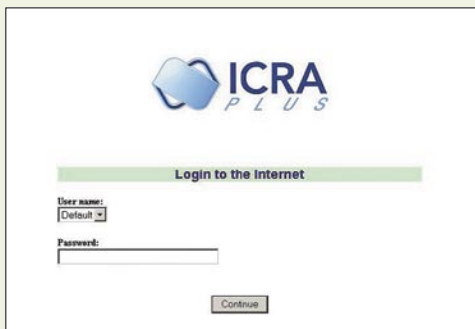 ICRA
PLUS
Login to the Internet
User name:
Default
Password:
Continue